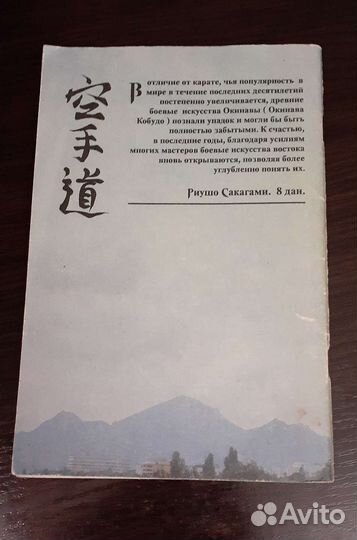 空手道
В отличие от карате, чья популярность в
мире в течение последних десятилетий
постепенно увеличивается, древние
боевые искусства Окинавы ( Окинава
Кобудо ) познали упадок и могли бы быть
полностью забытыми. К счастью,
в последние годы, благодаря усилиям
многих мастеров боевые искусства востока
вновь открываются, позволяя более
углубленно понять их.
Риушо Сакагами. 8 дан.
Avito